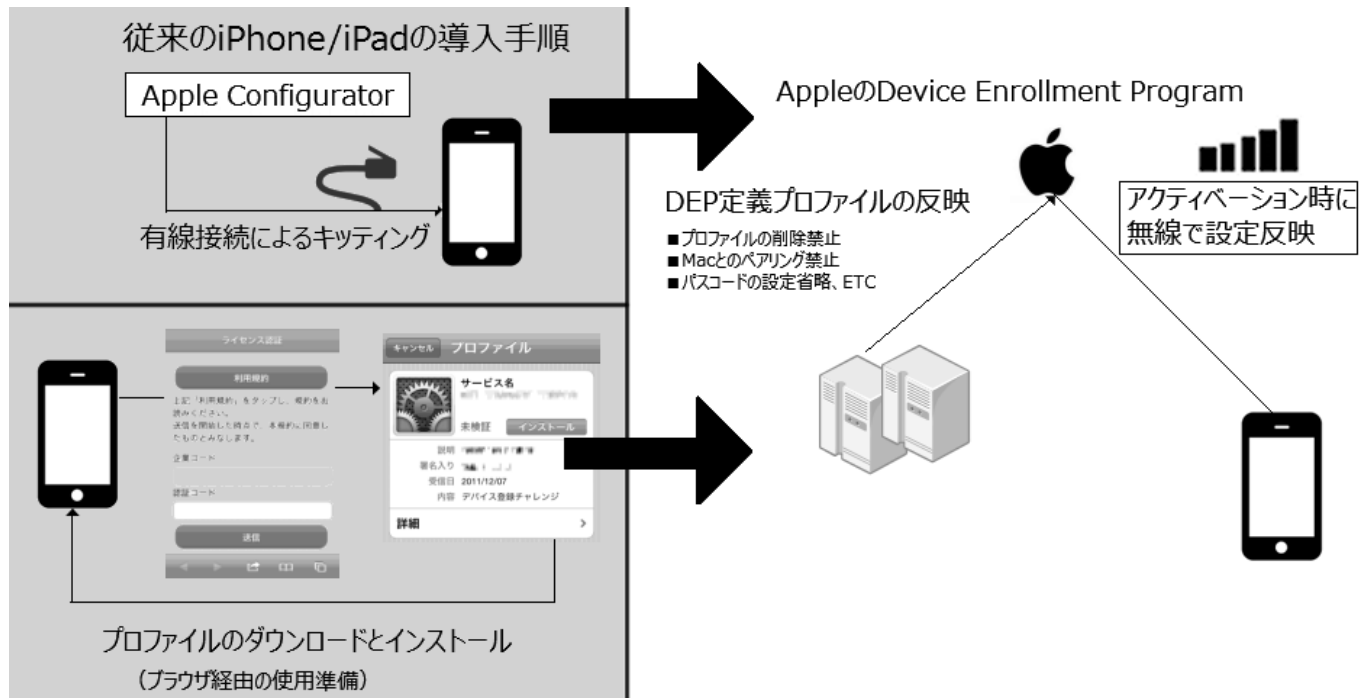 従来のiPhone/iPadの導入手順
Apple Configurator
有線接続によるキッティング
ライセンス認証
利用規約
上記「利用規約」をタップし、規約をお
読みください。
送信を開始した時点で、本規約に同意し
たものとみなします。
企業コード
認証コード
送信
キャンセル
プロファイル
サービス名
未検証
インストール
説明
署名入り
受信日 2011/12/07
内容 デバイス登録チャレンジ
詳細
プロファイルのダウンロードとインストール
（ブラウザ経由の使用準備）
AppleのDevice Enrollment Program
DEP定義プロファイルの反映
■プロファイルの削除禁止
■Macとのペアリング禁止
■パスコードの設定省略、ETC
アクティベーション時に
無線で設定反映